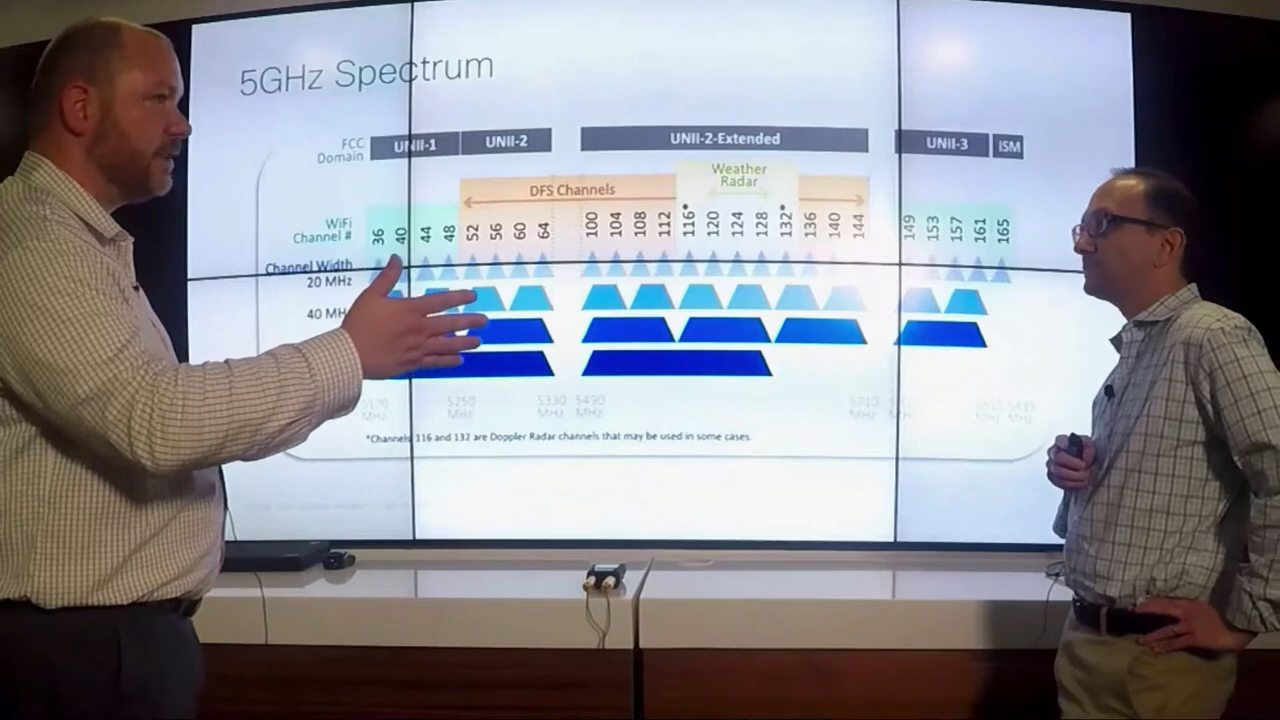 5GHz Spectrum
FCC Domain
UNII-1
UNII-2
UNII-2-Extended
UNII-3
ISM
Weather
Radar
DFS Channels
WiFi Channel #
36 40 44 48 52 56 60 64 100 104 108 112 116* 120 124 128 132* 136 140 144 149 153 157 161 165
Channel Width
20 MHz
40 MH
5170 MHz
5250 MHz
5330 MHz
5490 MHz
5710 MHz
*Channels 116 and 132 are Doppler Radar channels that may be used in some cases.